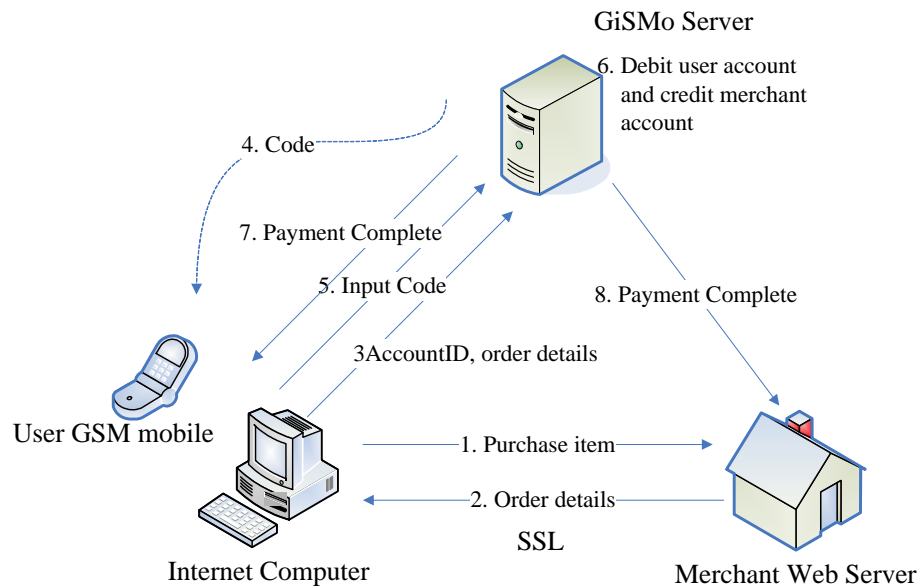 GiSMo Server
6. Debit user account
and credit merchant
account
4. Code
7. Payment Complete
5. Input Code
8. Payment Complete
3AccountID, order details
User GSM mobile
1. Purchase item
2. Order details
SSL
Internet Computer
Merchant Web Server